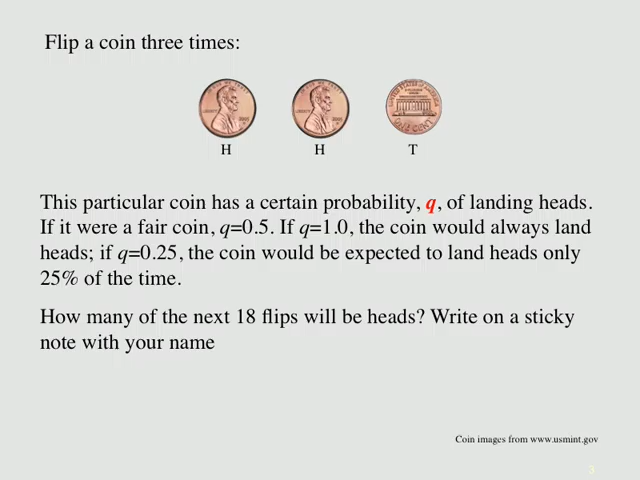 Flip a coin three times:
H H T
This particular coin has a certain probability, q, of landing heads.
If it were a fair coin, q=0.5. If q=1.0, the coin would always land
heads; if q=0.25, the coin would be expected to land heads only
25% of the time.
How many of the next 18 flips will be heads? Write on a sticky
note with your name
Coin images from www.usmint.gov
3